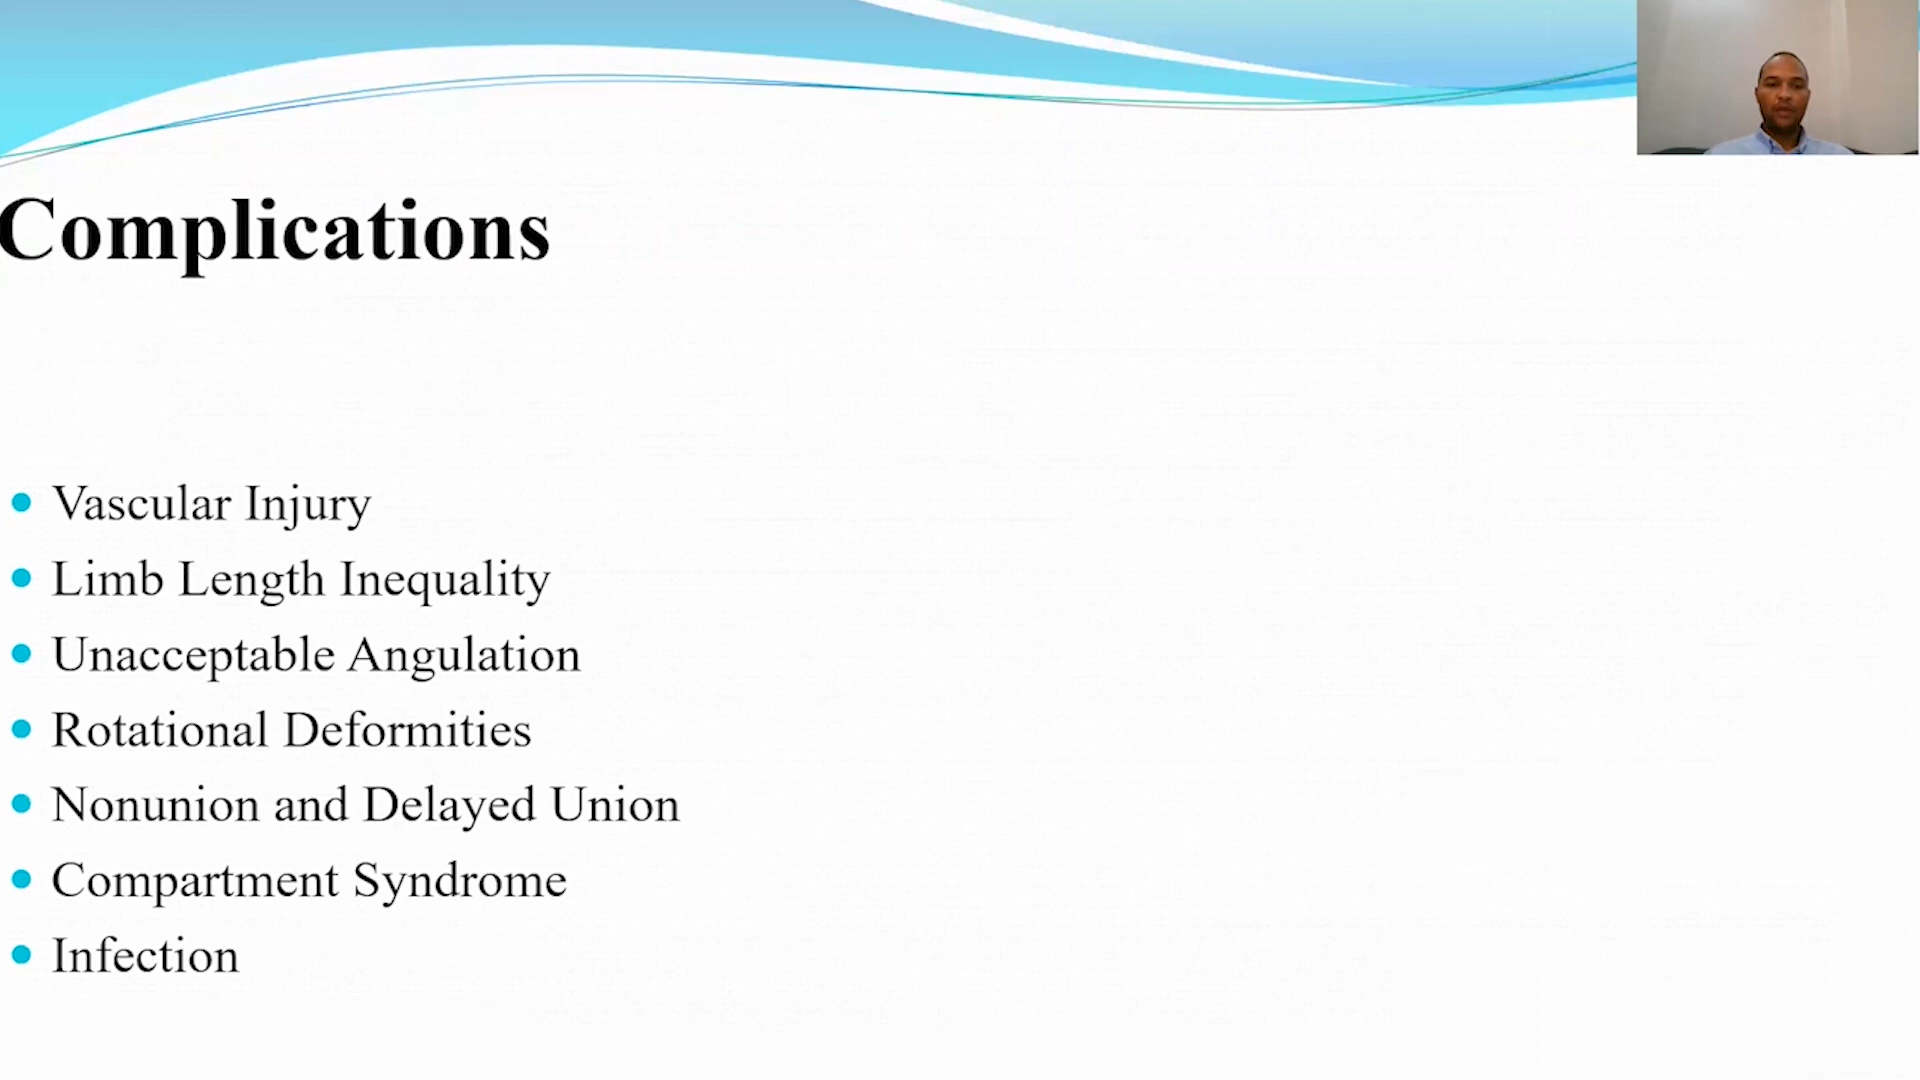 Complications
• Vascular Injury
• Limb Length Inequality
• Unacceptable Angulation
• Rotational Deformities
• Nonunion and Delayed Union
• Compartment Syndrome
• Infection